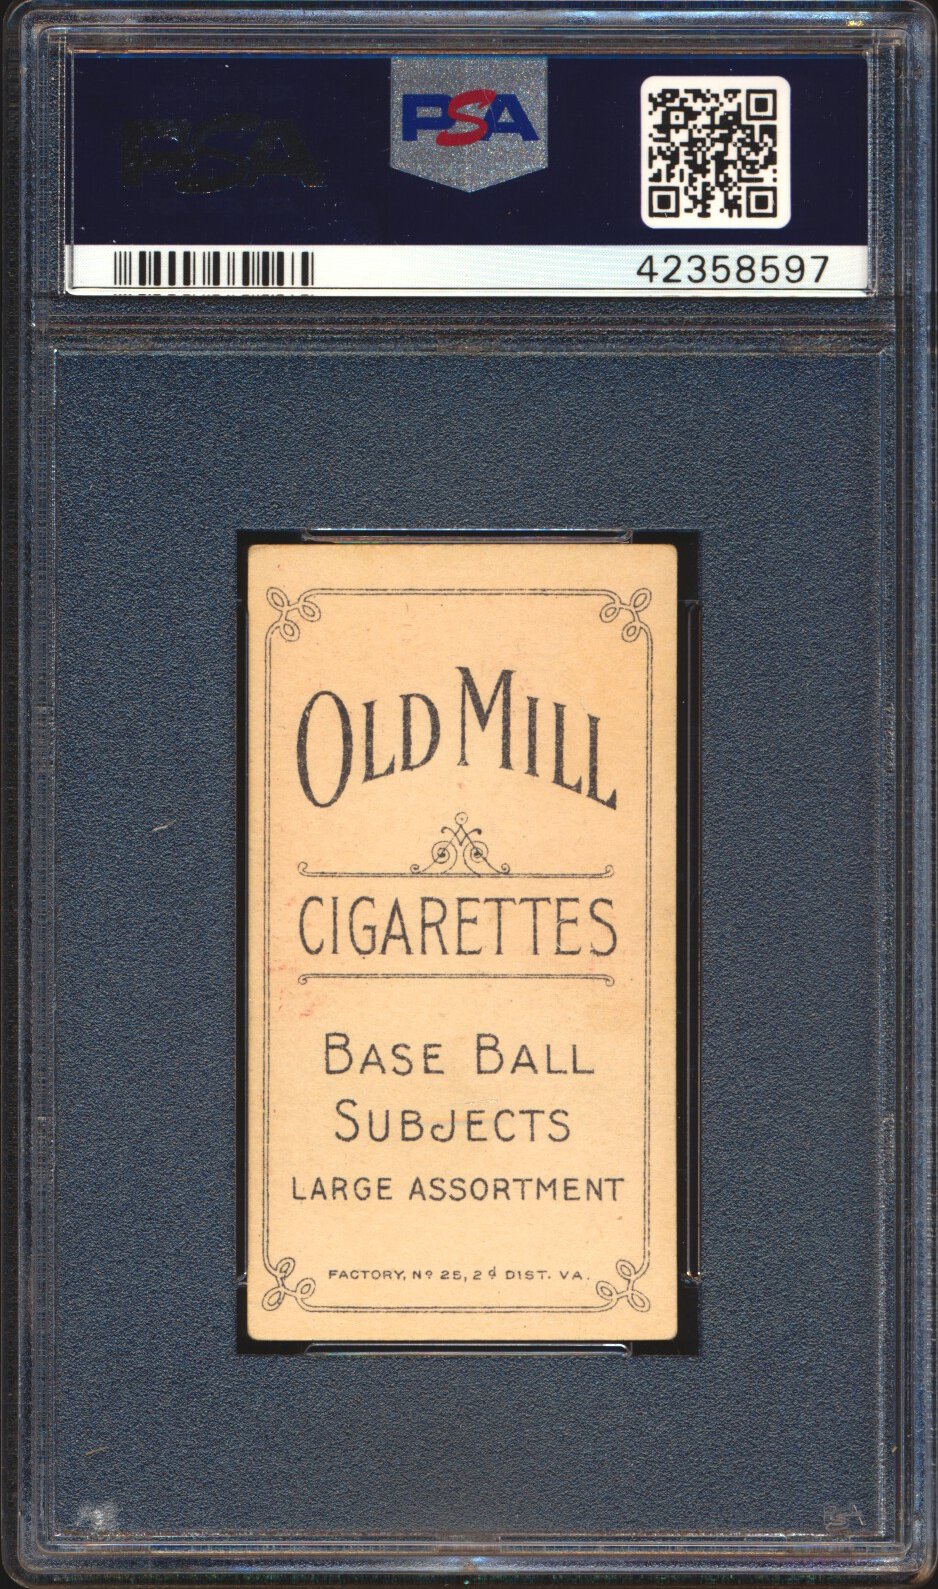 PSA
PSA
42358597
OLD MILL
CIGARETTES
BASE BALL
SUBJECTS
LARGE ASSORTMENT
FACTORY, Nº 25, 2ᵈ DIST. VA.